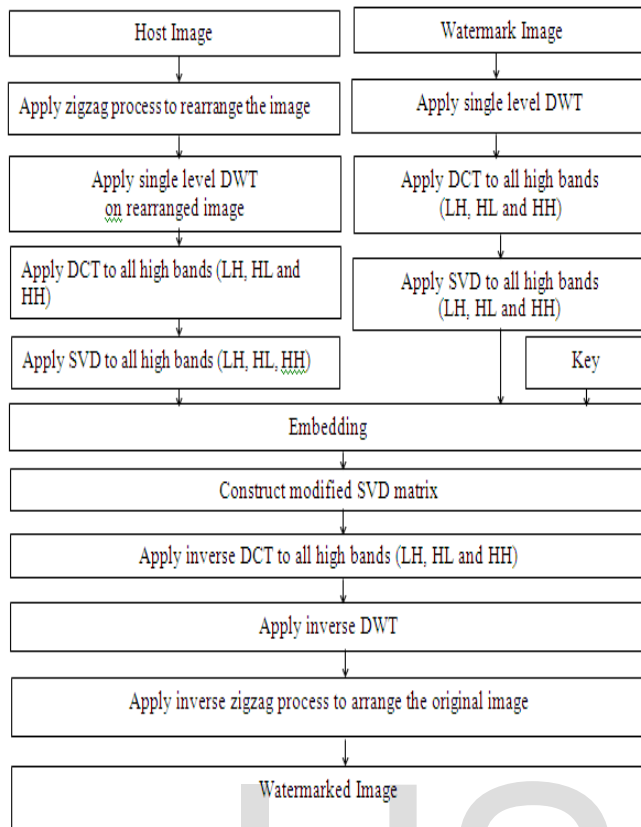 Host Image
Watermark Image
Apply zigzag process to rearrange the image
Apply single level DWT
Apply single level DWT
on rearranged image
Apply DCT to all high bands
(LH, HL and HH)
Apply DCT to all high bands (LH, HL and
HH)
Apply SVD to all high bands
(LH, HL and HH)
Apply SVD to all high bands (LH, HL, HH)
Key
Embedding
Construct modified SVD matrix
Apply inverse DCT to all high bands (LH, HL and HH)
Apply inverse DWT
Apply inverse zigzag process to arrange the original image
Watermarked Image